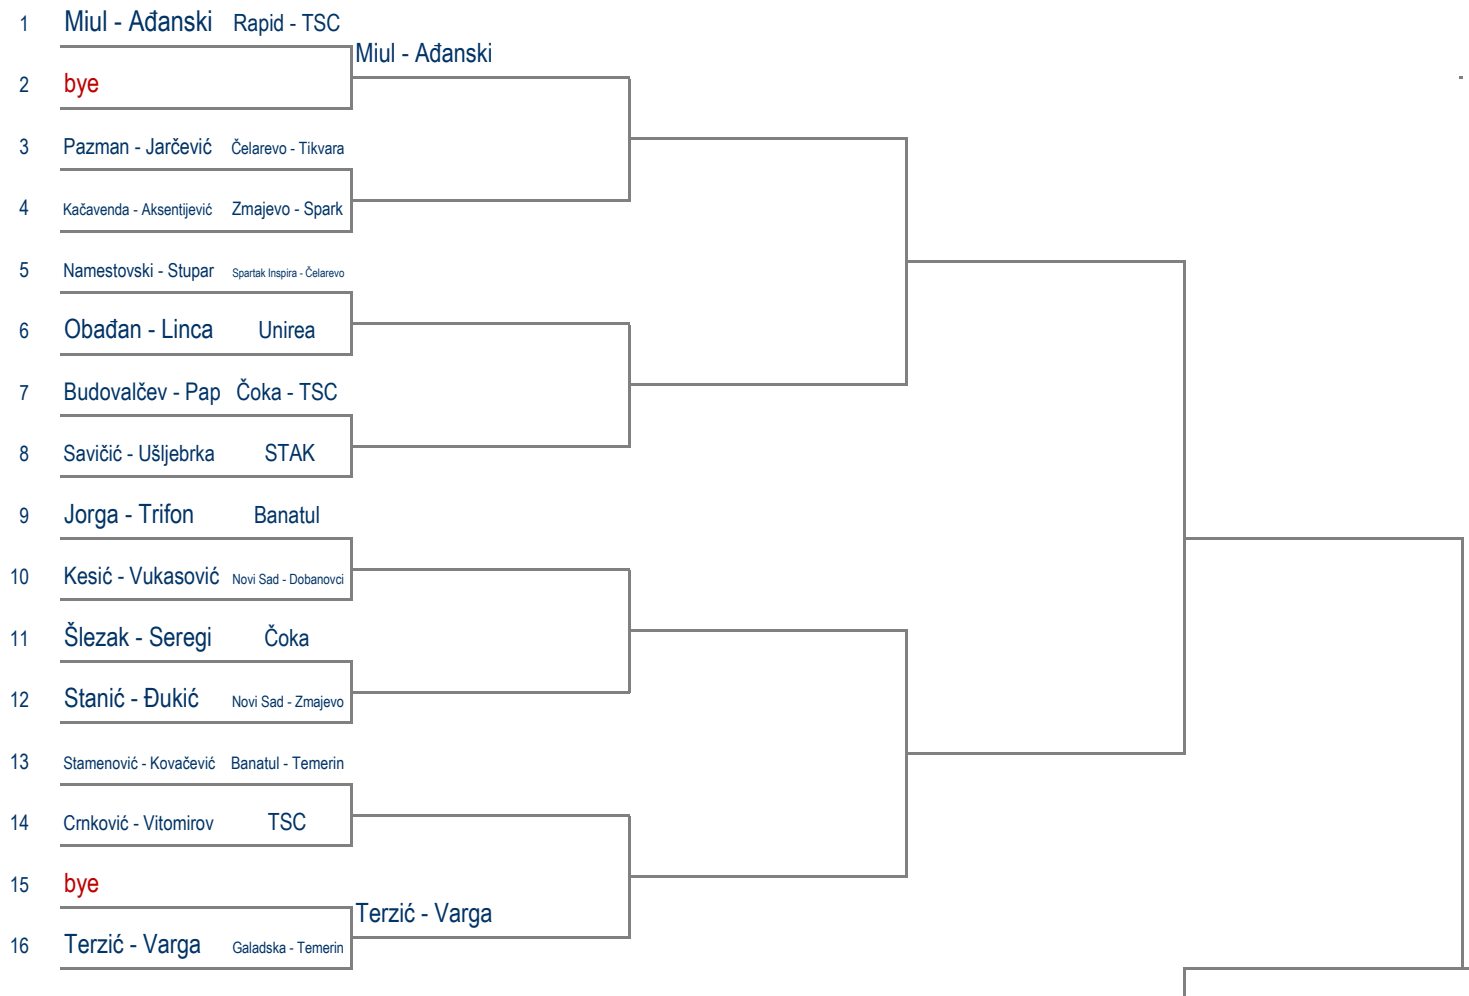 1 Miul - Ađanski Rapid - TSC
Miul - Ađanski
2 bye
3 Pazman - Jarčević Čelarevo - Tikvara
4 Kačavenda - Aksentijević Zmajevo - Spark
5 Namestovski - Stupar Spartak Inspira - Čelarevo
6 Obađan - Linca Unirea
7 Budovalčev - Pap Čoka - TSC
8 Savičić - Ušljebrka STAK
9 Jorga - Trifon Banatul
10 Kesić - Vukasović Novi Sad - Dobanovci
11 Šlezak - Seregi Čoka
12 Stanić - Đukić Novi Sad - Zmajevo
13 Stamenović - Kovačević Banatul - Temerin
14 Crnković - Vitomirov TSC
15 bye
Terzić - Varga
16 Terzić - Varga Galadska - Temerin